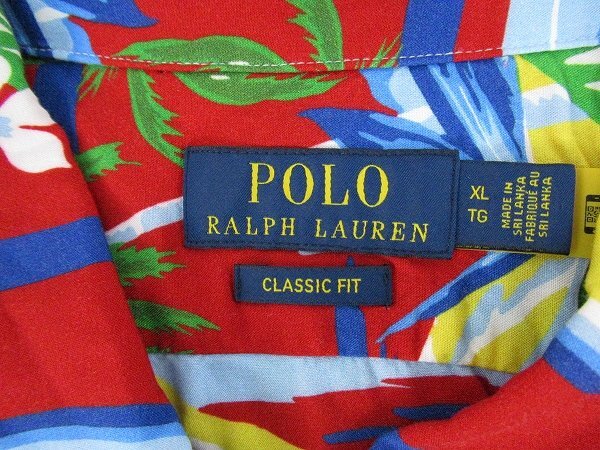 POLO
RALPH LAUREN
XL
TG
MADE IN
SRI LANKA
FABRIQUÉ AU
SRI LANKA
CLASSIC FIT